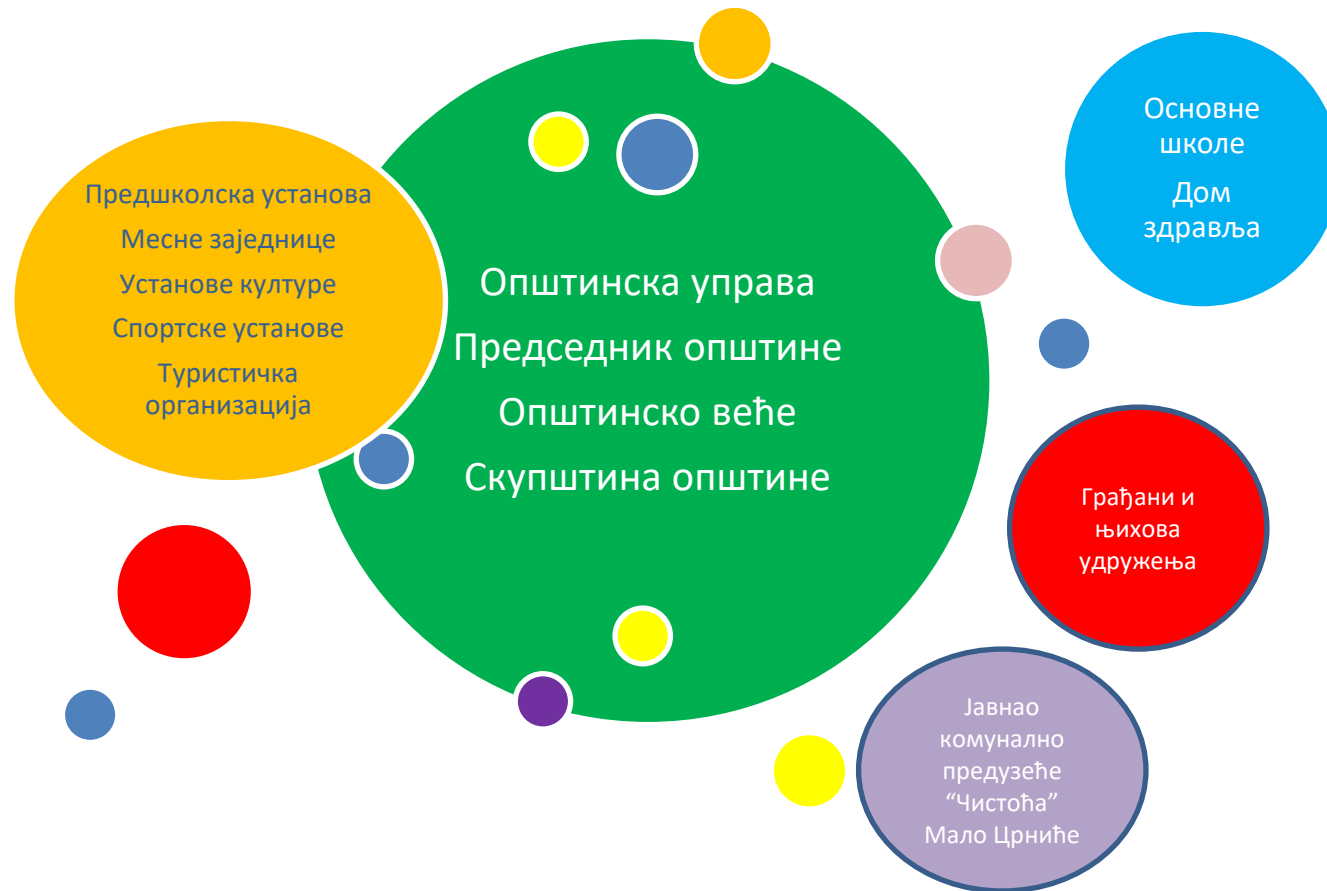 Предшколска установа
Месне заједнице
Установе културе
Спортске установе
Туристичка
организација
Општинска управа
Председник општине
Општинско веће
Скупштина општине
Основне
школе
Дом
здравља
Грађани и
њихова
удружења
Јавнао
комунално
предузеће
“Чистоћа”
Мало Црниће